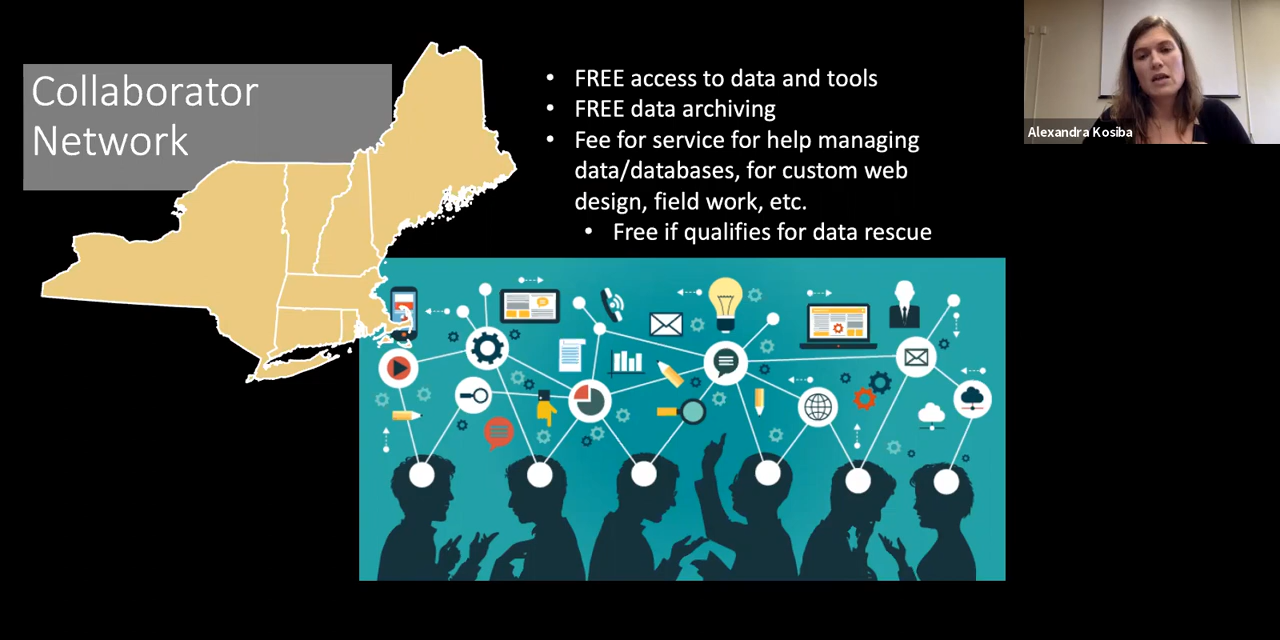 Collaborator
Network
• FREE access to data and tools
• FREE data archiving
• Fee for service for help managing
data/databases, for custom web
design, field work, etc.
• Free if qualifies for data rescue
Alexandra Kosiba